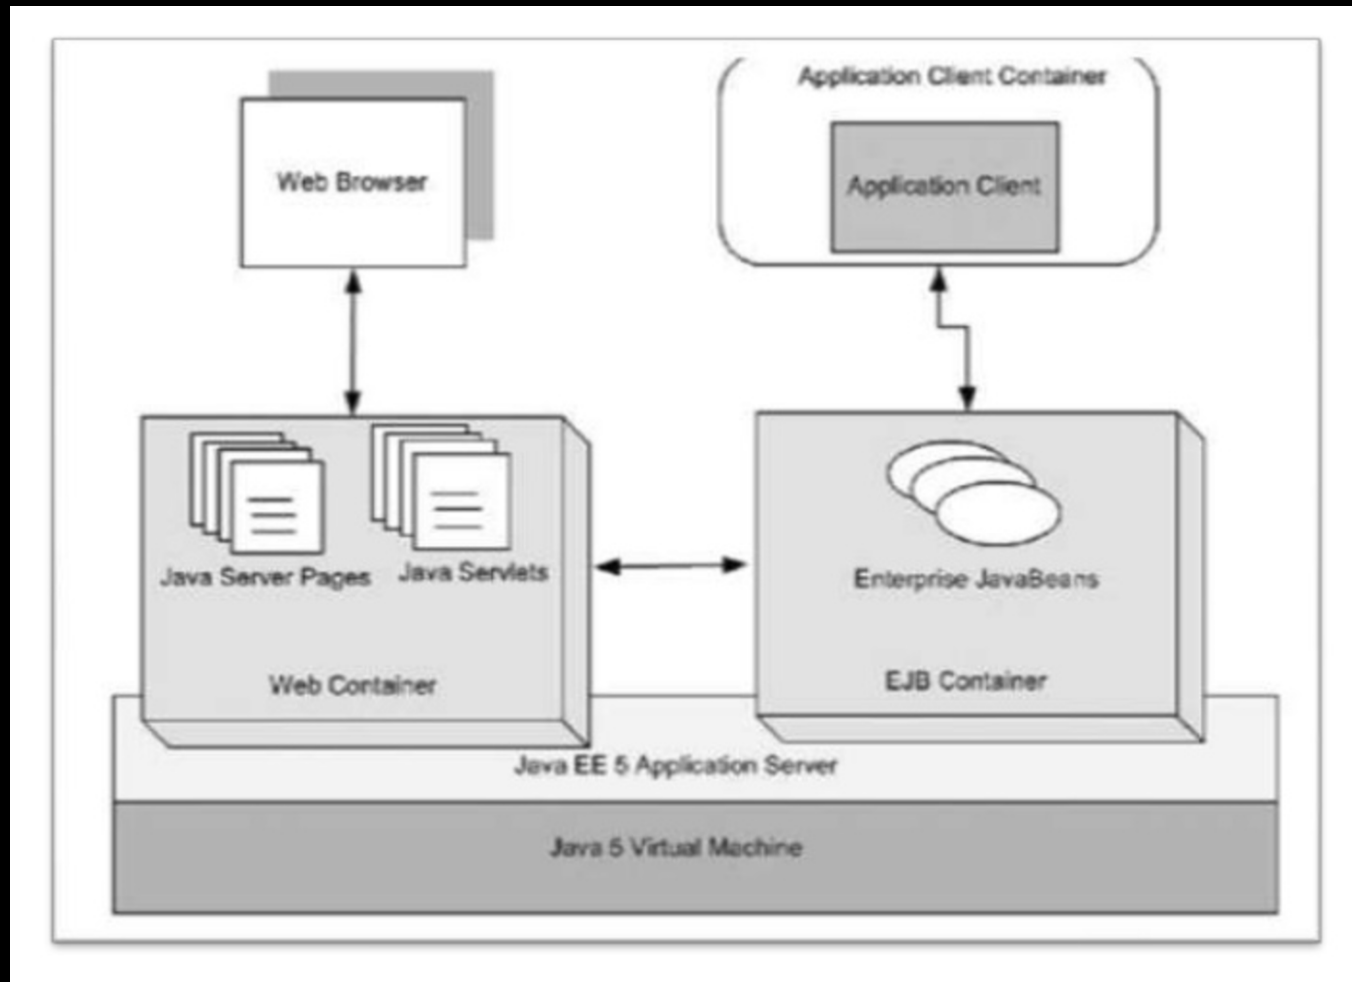 Application Client Container
Web Browser
Application Client
Java Server Pages
Java Servlets
Enterprise JavaBeans
Web Container
EJB Container
Java EE 5 Application Server
Java 5 Virtual Machine